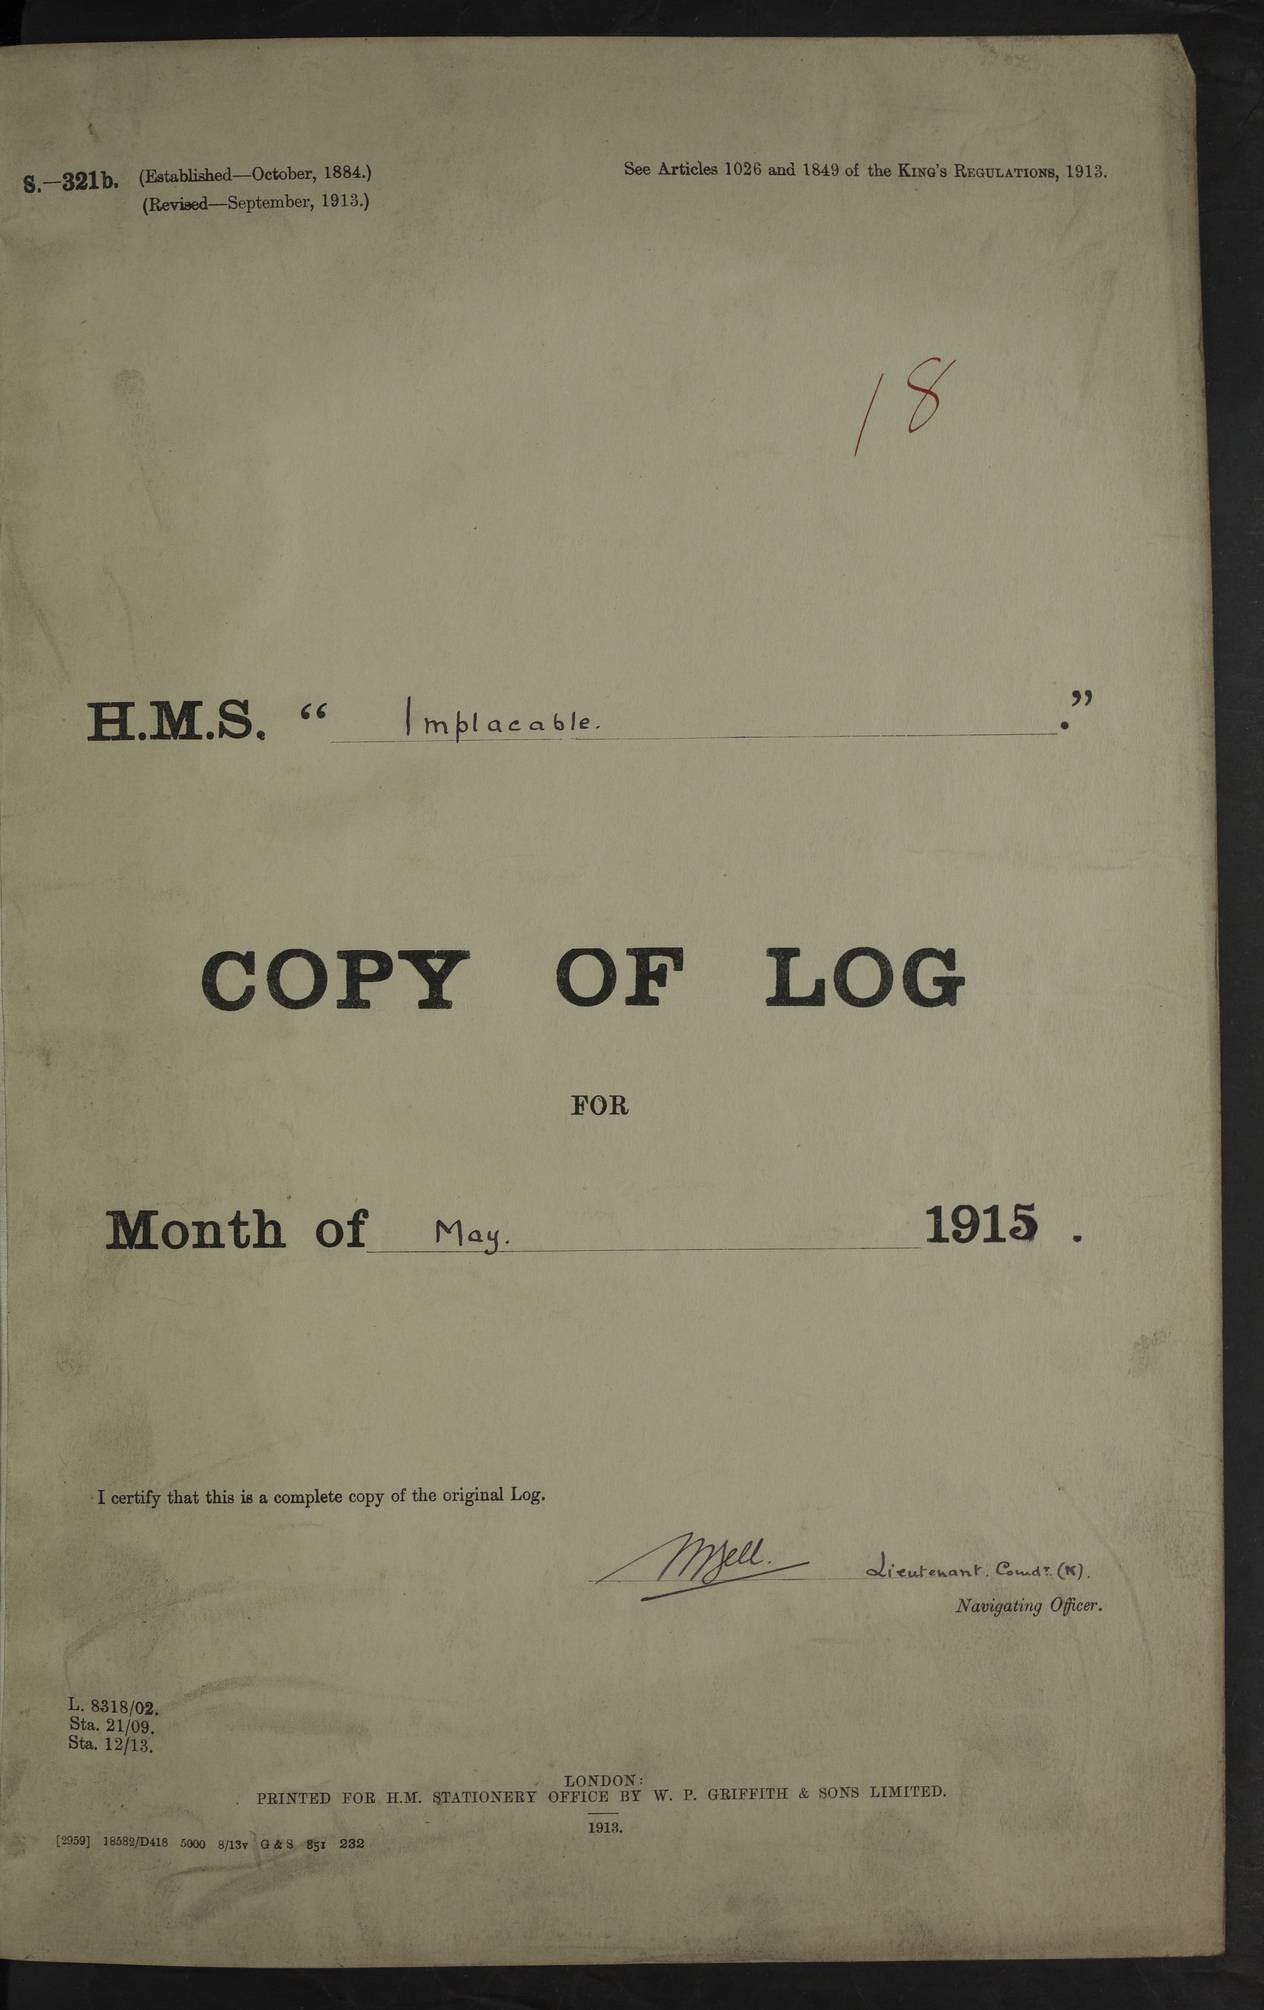 S.—321b. (Established—October, 1884.)
(Revised—September, 1913.)
See Articles 1026 and 1849 of the King's Regulations, 1913.
18
H.M.S. “ Implacable. .”
COPY OF LOG
FOR
Month of May. 1915 .
I certify that this is a complete copy of the original Log.
Lieutenant. Comdr. (N).
Navigating Officer.
L. 8318/02.
Sta. 21/09.
Sta. 12/13.
LONDON:
PRINTED FOR H.M. STATIONERY OFFICE BY W. P. GRIFFITH & SONS LIMITED.
1913.
[2959] 18582/D418 5000 8/13v G & S 851 232